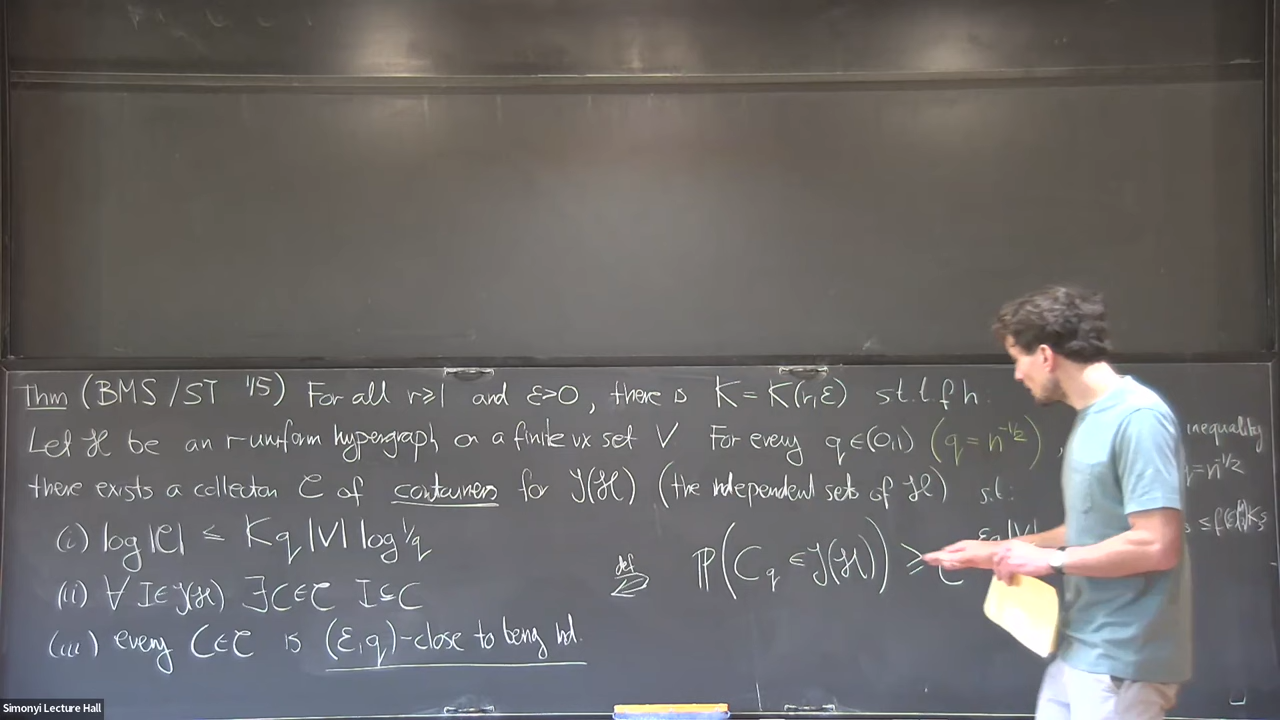 Thm (BMS/ST '15) For all r≥1 and ε>0, there is K = K(r,ε) s.t.t.f.h.
Let ℋ be an r-uniform hypergraph on a finite vx set V For every q∈(0,1) (q = n^{-1/2}),
there exists a collection 𝒞 of containers for ℐ(ℋ) (the independent sets of ℋ) s.t:
(i) log|𝒞| ≤ Kq|V| log 1/q
(ii) ∀ I∈ℐ(ℋ) ∃C∈𝒞 I⊆C
(iii) every C∈𝒞 is (ε,q)-close to being ind.
def
ℙ(C_q ∈ ℐ(ℋ)) ≥
inequality
q = n^{-1/2}
Simonyi Lecture Hall